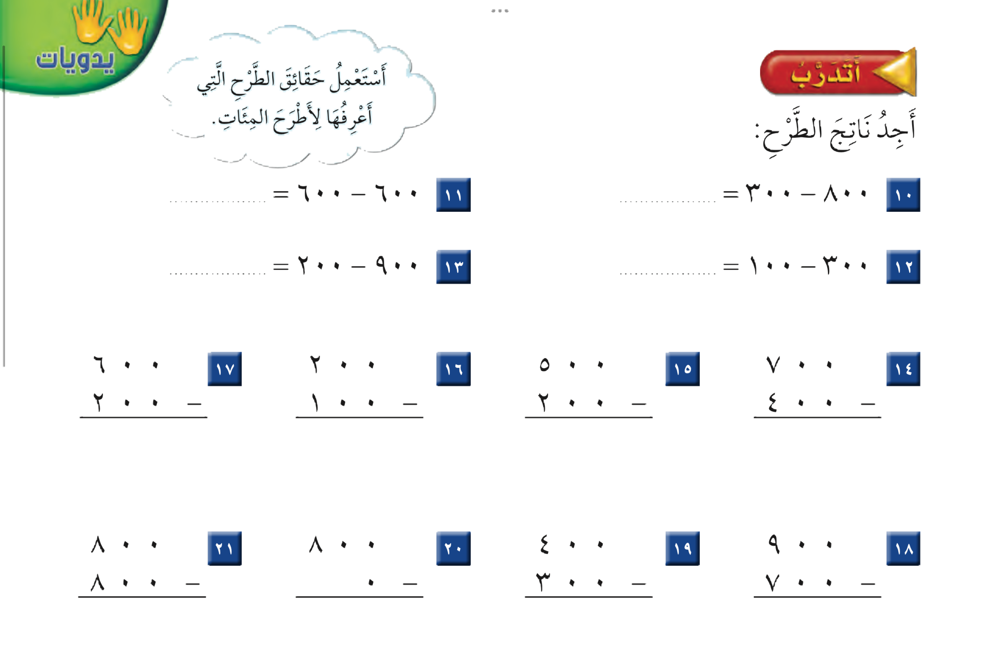 يدويات
أَتَدَرَّبُ
أَسْتَعْمِلُ حَقَائِقَ الطَّرْحِ الَّتِي
أَعْرِفُهَا لِأَطْرَحَ المِئَاتِ.
أَجِدُ نَاتِجَ الطَّرْحِ:
١٠ ٨٠٠ – ٣٠٠ = ..................
١١ ٦٠٠ – ٦٠٠ = ..................
١٢ ٣٠٠ – ١٠٠ = ..................
١٣ ٩٠٠ – ٢٠٠ = ..................
١٤ ٧٠٠ ١٥ ٥٠٠ ١٦ ٢٠٠ ١٧ ٦٠٠
– ٤٠٠ – ٢٠٠ – ١٠٠ – ٢٠٠
١٨ ٩٠٠ ١٩ ٤٠٠ ٢٠ ٨٠٠ ٢١ ٨٠٠
– ٧٠٠ – ٣٠٠ – ٠ – ٨٠٠